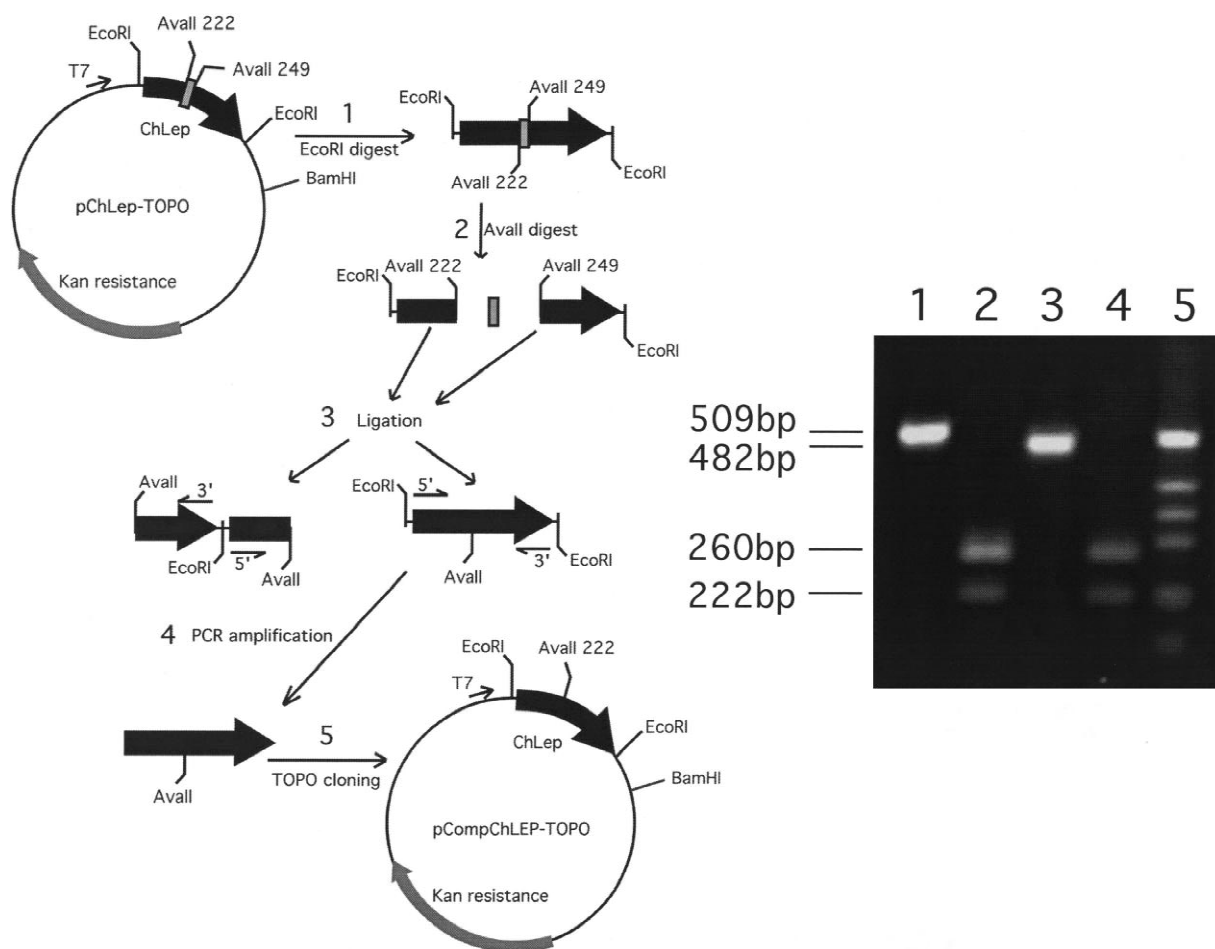 EcoRI
AvaII 222
AvaII 249
T7
ChLep
EcoRI
BamHI
pChLep-TOPO
Kan resistance
1
EcoRI digest
EcoRI
AvaII 249
AvaII 222
EcoRI
2
AvaII digest
EcoRI
AvaII 222
AvaII 249
EcoRI
3
Ligation
AvaII
3'
EcoRI
5'
AvaII
EcoRI
5'
AvaII
3'
EcoRI
4
PCR amplification
AvaII
5
TOPO cloning
T7
EcoRI
AvaII 222
ChLep
EcoRI
BamHI
pCompChLEP-TOPO
Kan resistance
1 2 3 4 5
509bp
482bp
260bp
222bp